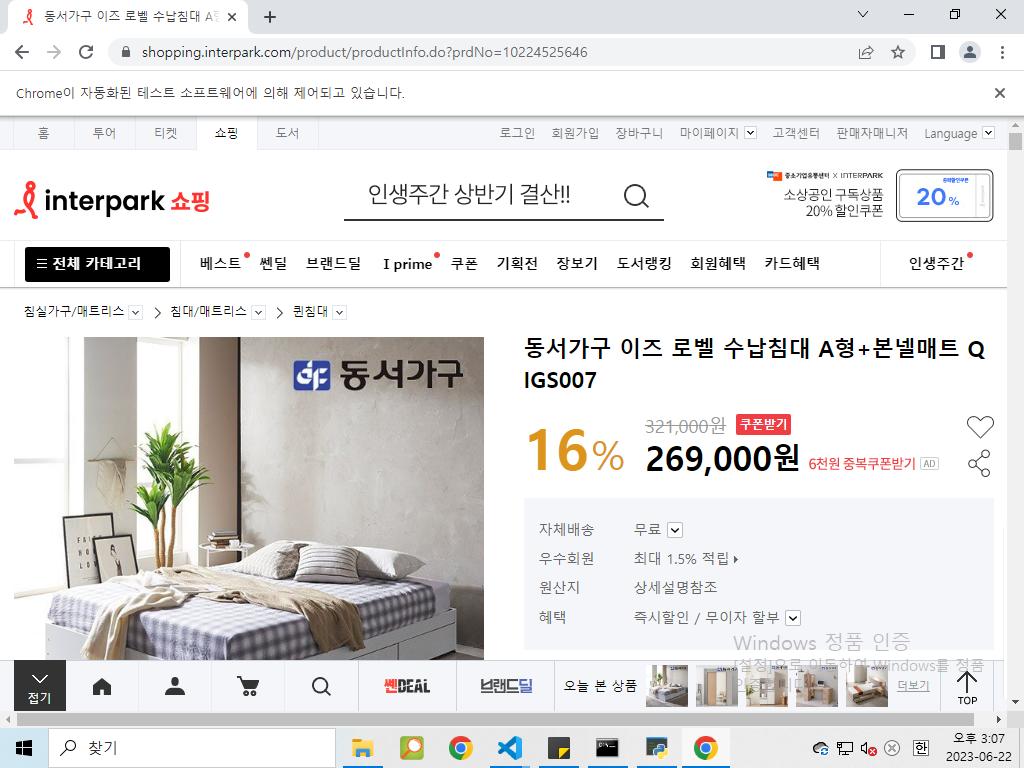 동서가구 이즈 로벨 수납침대 A형
shopping.interpark.com/product/productInfo.do?prdNo=10224525646
Chrome이 자동화된 테스트 소프트웨어에 의해 제어되고 있습니다.
홈 투어 티켓 쇼핑 도서 로그인 회원가입 장바구니 마이페이지 고객센터 판매자매니저 Language
interpark 쇼핑
인생주간 상반기 결산!!
중소기업유통센터 X INTERPARK
소상공인 구독상품
20% 할인쿠폰
20%
전체 카테고리 베스트 쎈딜 브랜드딜 I prime 쿠폰 기획전 장보기 도서랭킹 회원혜택 카드혜택 인생주간
침실가구/매트리스 침대/매트리스 퀸침대
동서가구
동서가구 이즈 로벨 수납침대 A형+본넬매트 Q
IGS007
16% 321,000원 쿠폰받기
269,000원 6천원 중복쿠폰받기 AD
자체배송 무료
우수회원 최대 1.5% 적립
원산지 상세설명참조
혜택 즉시할인 / 무이자 할부
Windows 정품 인증
[설정]으로 이동하여 Windows를 정품
접기 쎈DEAL 브랜드딜 오늘 본 상품 더보기 TOP
찾기
오후 3:07
한
2023-06-22